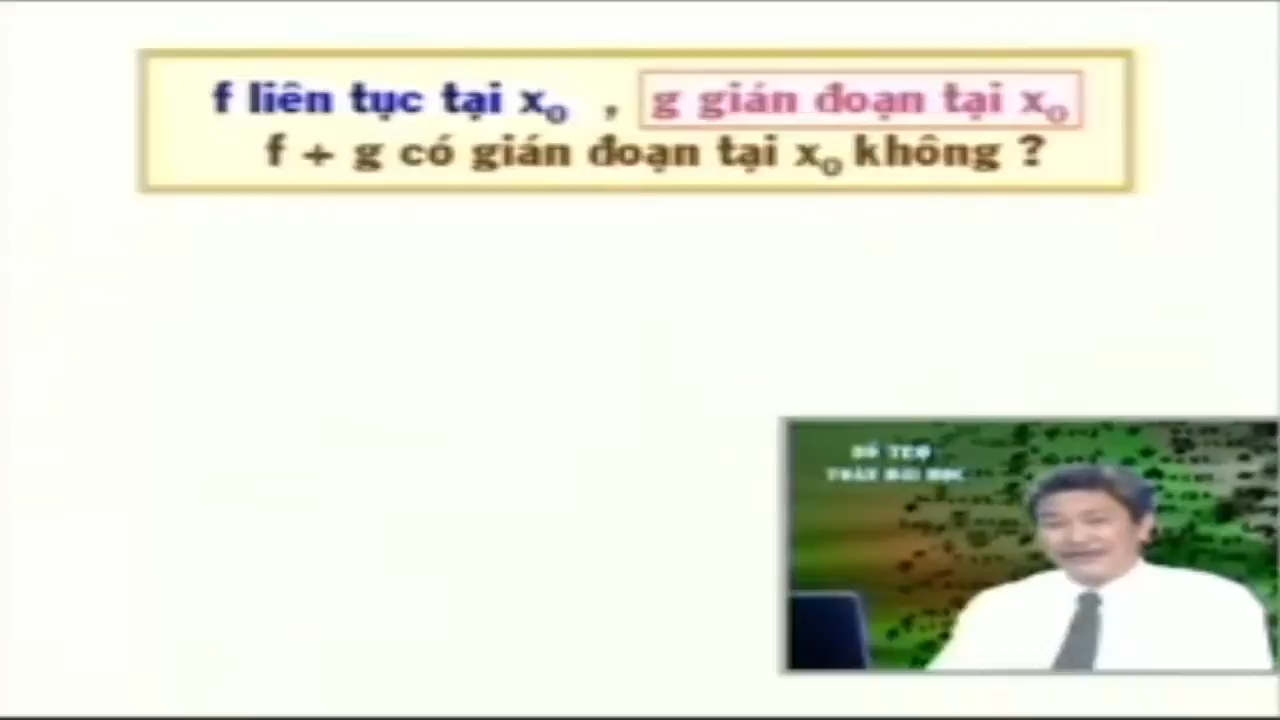 f liên tục tại x₀ , g gián đoạn tại x₀
f + g có gián đoạn tại x₀ không ?